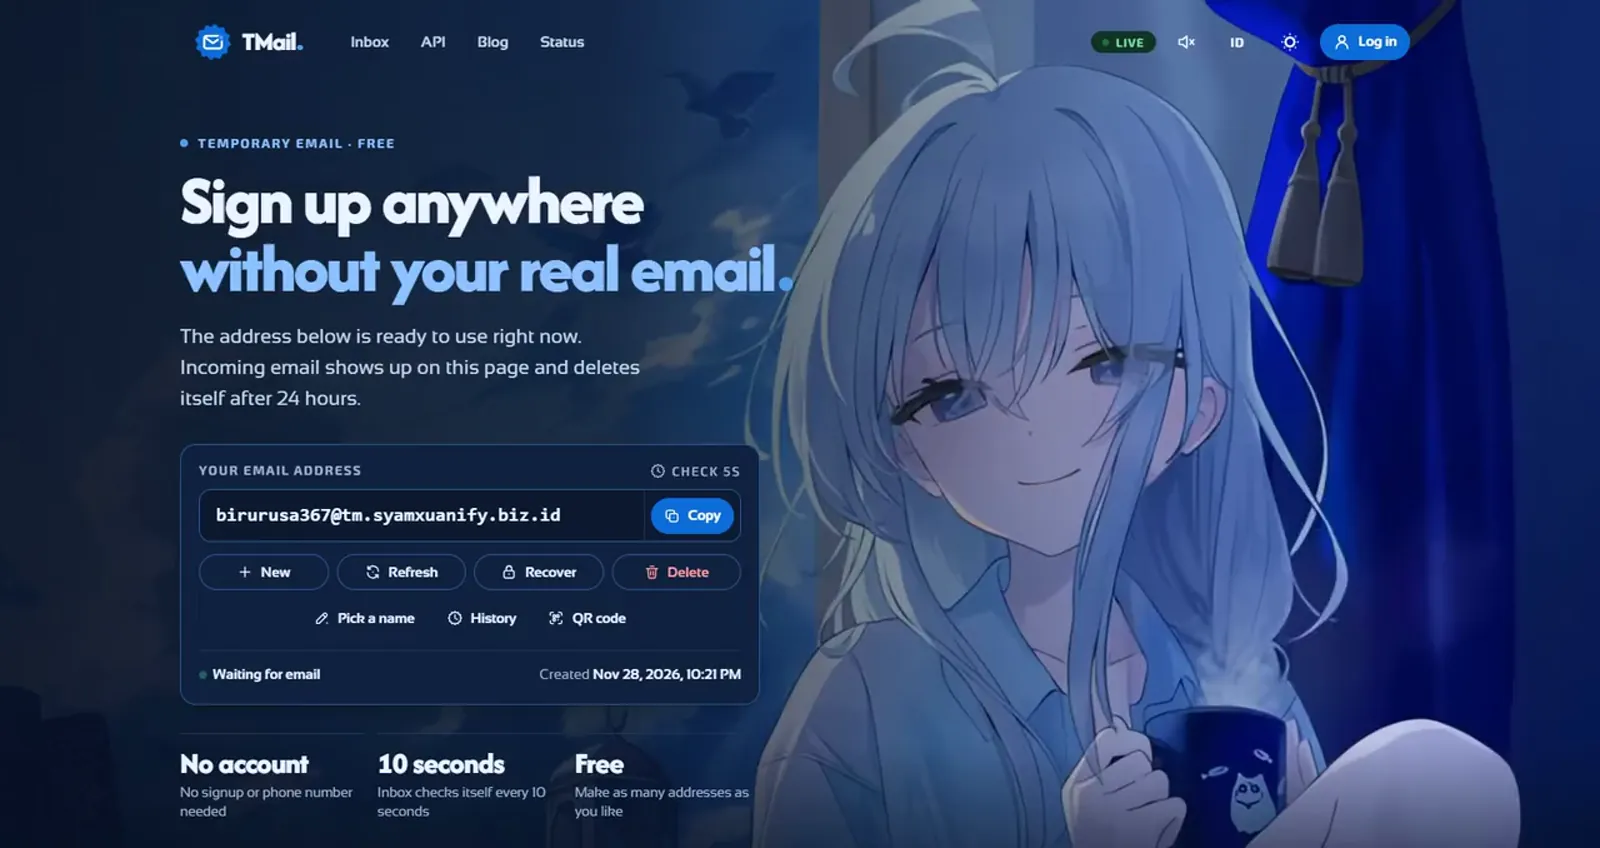 TMail.
Inbox
API
Blog
Status
LIVE
ID
Log in
TEMPORARY EMAIL · FREE
Sign up anywhere
without your real email.
The address below is ready to use right now.
Incoming email shows up on this page and deletes
itself after 24 hours.
YOUR EMAIL ADDRESS
CHECK 5S
birurusa367@tm.syamxuanify.biz.id
Copy
New
Refresh
Recover
Delete
Pick a name
History
QR code
Waiting for email
Created Nov 28, 2026, 10:21 PM
No account
No signup or phone number
needed
10 seconds
Inbox checks itself every 10
seconds
Free
Make as many addresses as
you like